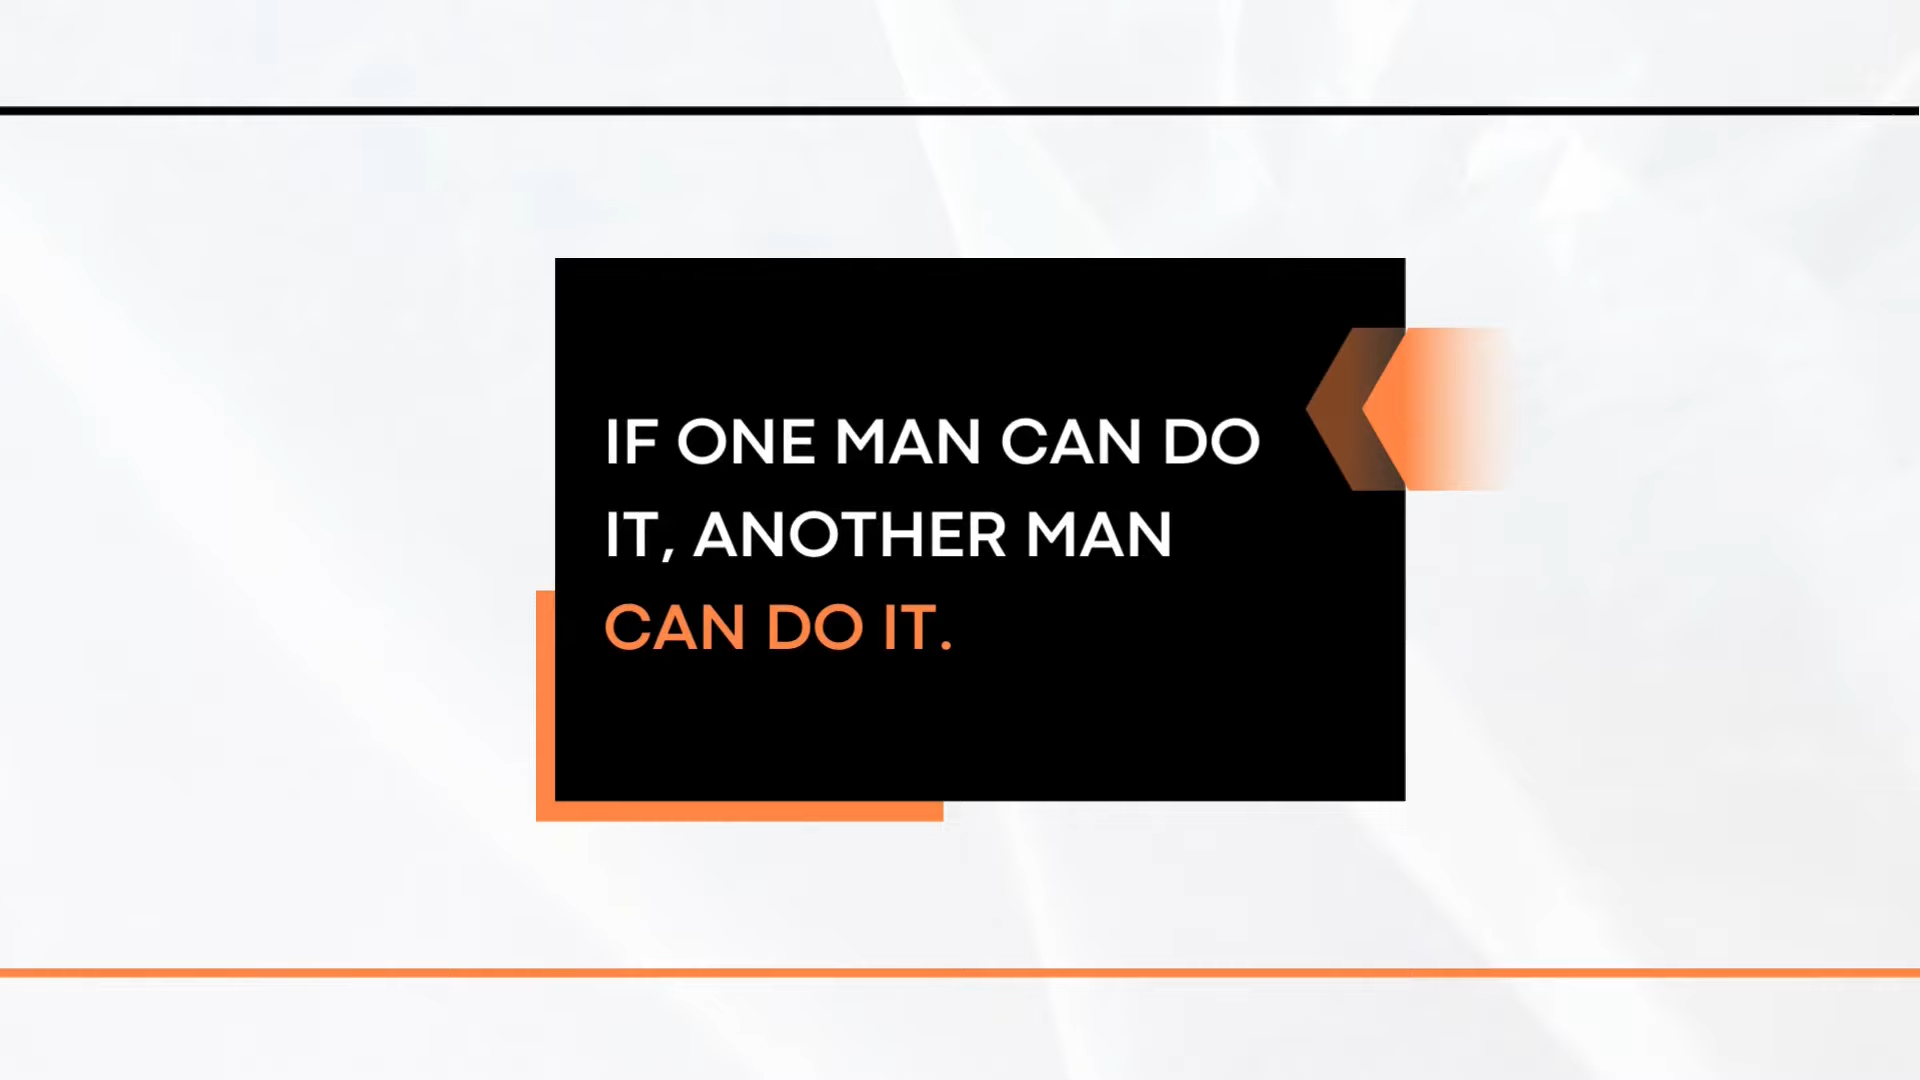 IF ONE MAN CAN DO
IT, ANOTHER MAN
CAN DO IT.